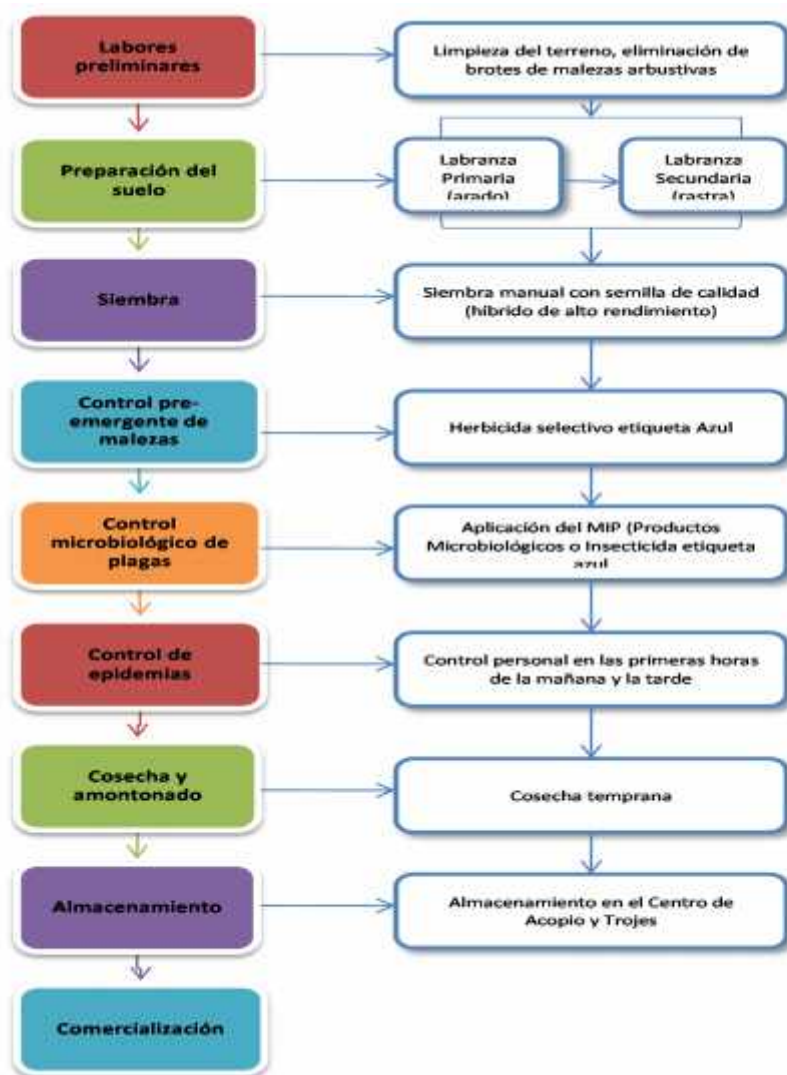 Labores
preliminares
Limpieza del terreno, eliminación de
brotes de malezas arbustivas
Preparación del
suelo
Labranza
Primaria
(arado)
Labranza
Secundaria
(rastra)
Siembra
Siembra manual con semilla de calidad
(híbrido de alto rendimiento)
Control pre-
emergente de
malezas
Herbicida selectivo etiqueta Azul
Control
microbiológico de
plagas
Aplicación del MIP (Productos
Microbiológicos o Insecticida etiqueta
azul
Control de
epidemias
Control personal en las primeras horas
de la mañana y la tarde
Cosecha y
amontonado
Cosecha temprana
Almacenamiento
Almacenamiento en el Centro de
Acopio y Trojes
Comercialización